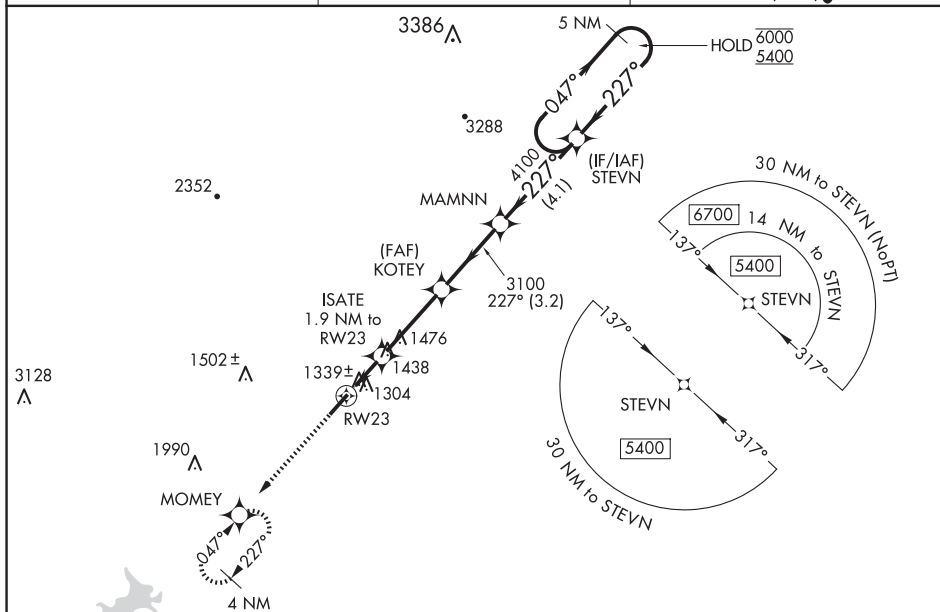 3386
5 NM
HOLD 6000
5400
047°
227°
3288
(IF/IAF)
STEVN
4100
227°
(4.1)
2352
MAMNN
30 NM to STEVN (NoPT)
6700
14 NM to STEVN
137°
5400
STEVN
317°
(FAF)
KOTEY
3100
227° (3.2)
ISATE
1.9 NM to
RW23
1476
1438
1502 ±
1339 ±
1304
3128
RW23
137°
STEVN
317°
5400
30 NM to STEVN
1990
MOMEY
047°
227°
4 NM